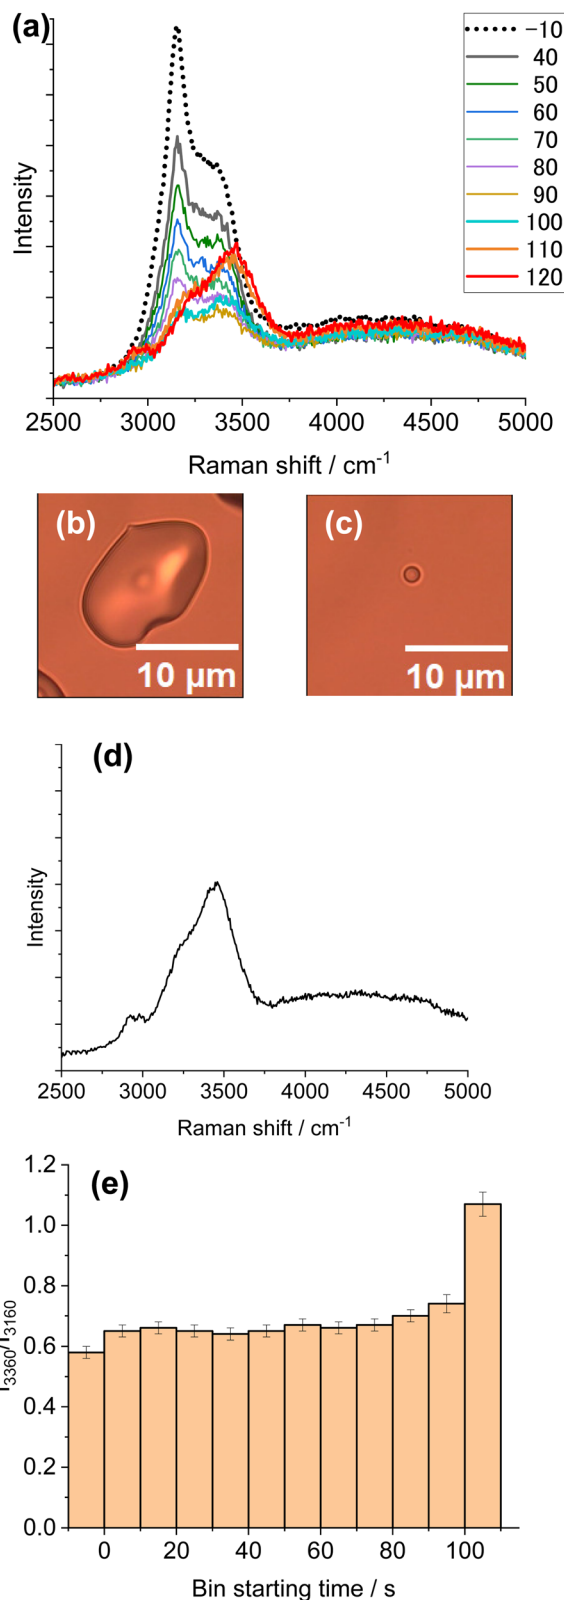 (a)
−10
40
50
60
70
80
90
100
110
120
Intensity
2500 3000 3500 4000 4500 5000
Raman shift / cm⁻¹
(b)
10 µm
(c)
10 µm
(d)
Intensity
2500 3000 3500 4000 4500 5000
Raman shift / cm⁻¹
(e)
1.2
1.0
0.8
0.6
0.4
0.2
0.0
I₃₃₆₀/I₃₁₆₀
0 20 40 60 80 100
Bin starting time / s